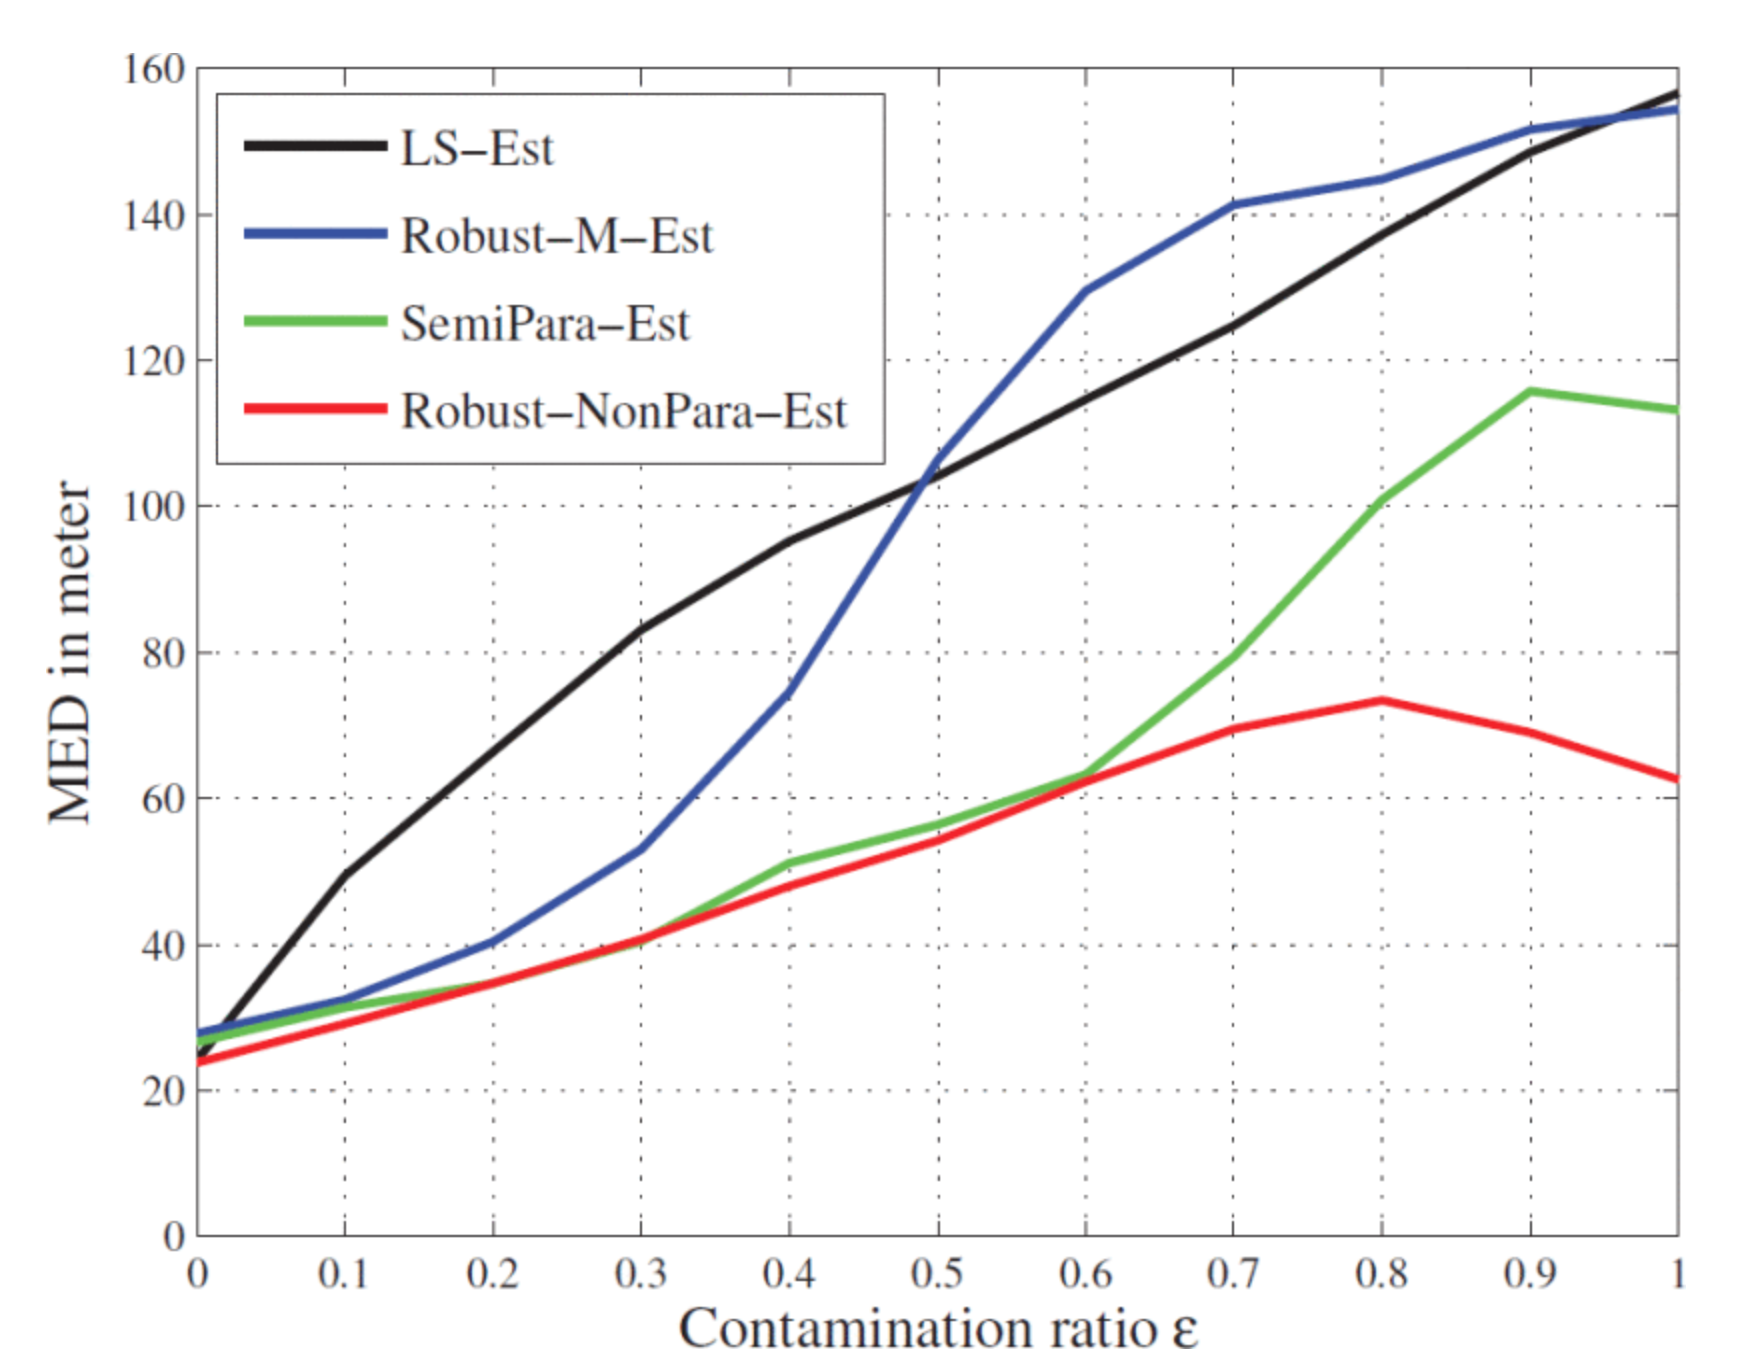 160
140
120
100
80
60
40
20
0
MED in meter
LS–Est
Robust–M–Est
SemiPara–Est
Robust–NonPara–Est
0 0.1 0.2 0.3 0.4 0.5 0.6 0.7 0.8 0.9 1
Contamination ratio ε